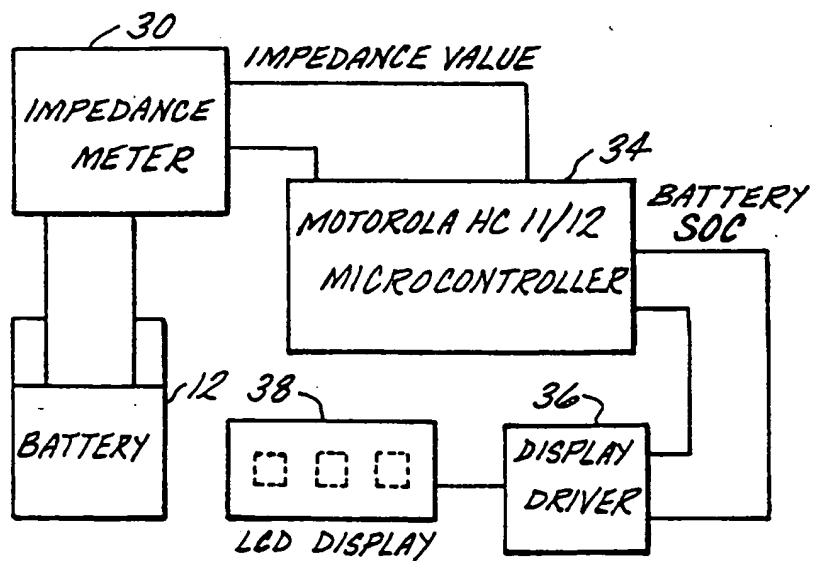 30
IMPEDANCE VALUE
IMPEDANCE
METER
34
MOTOROLA HC 11/12
MICROCONTROLLER
BATTERY
SOC
12
BATTERY
38
LCD DISPLAY
36
DISPLAY
DRIVER